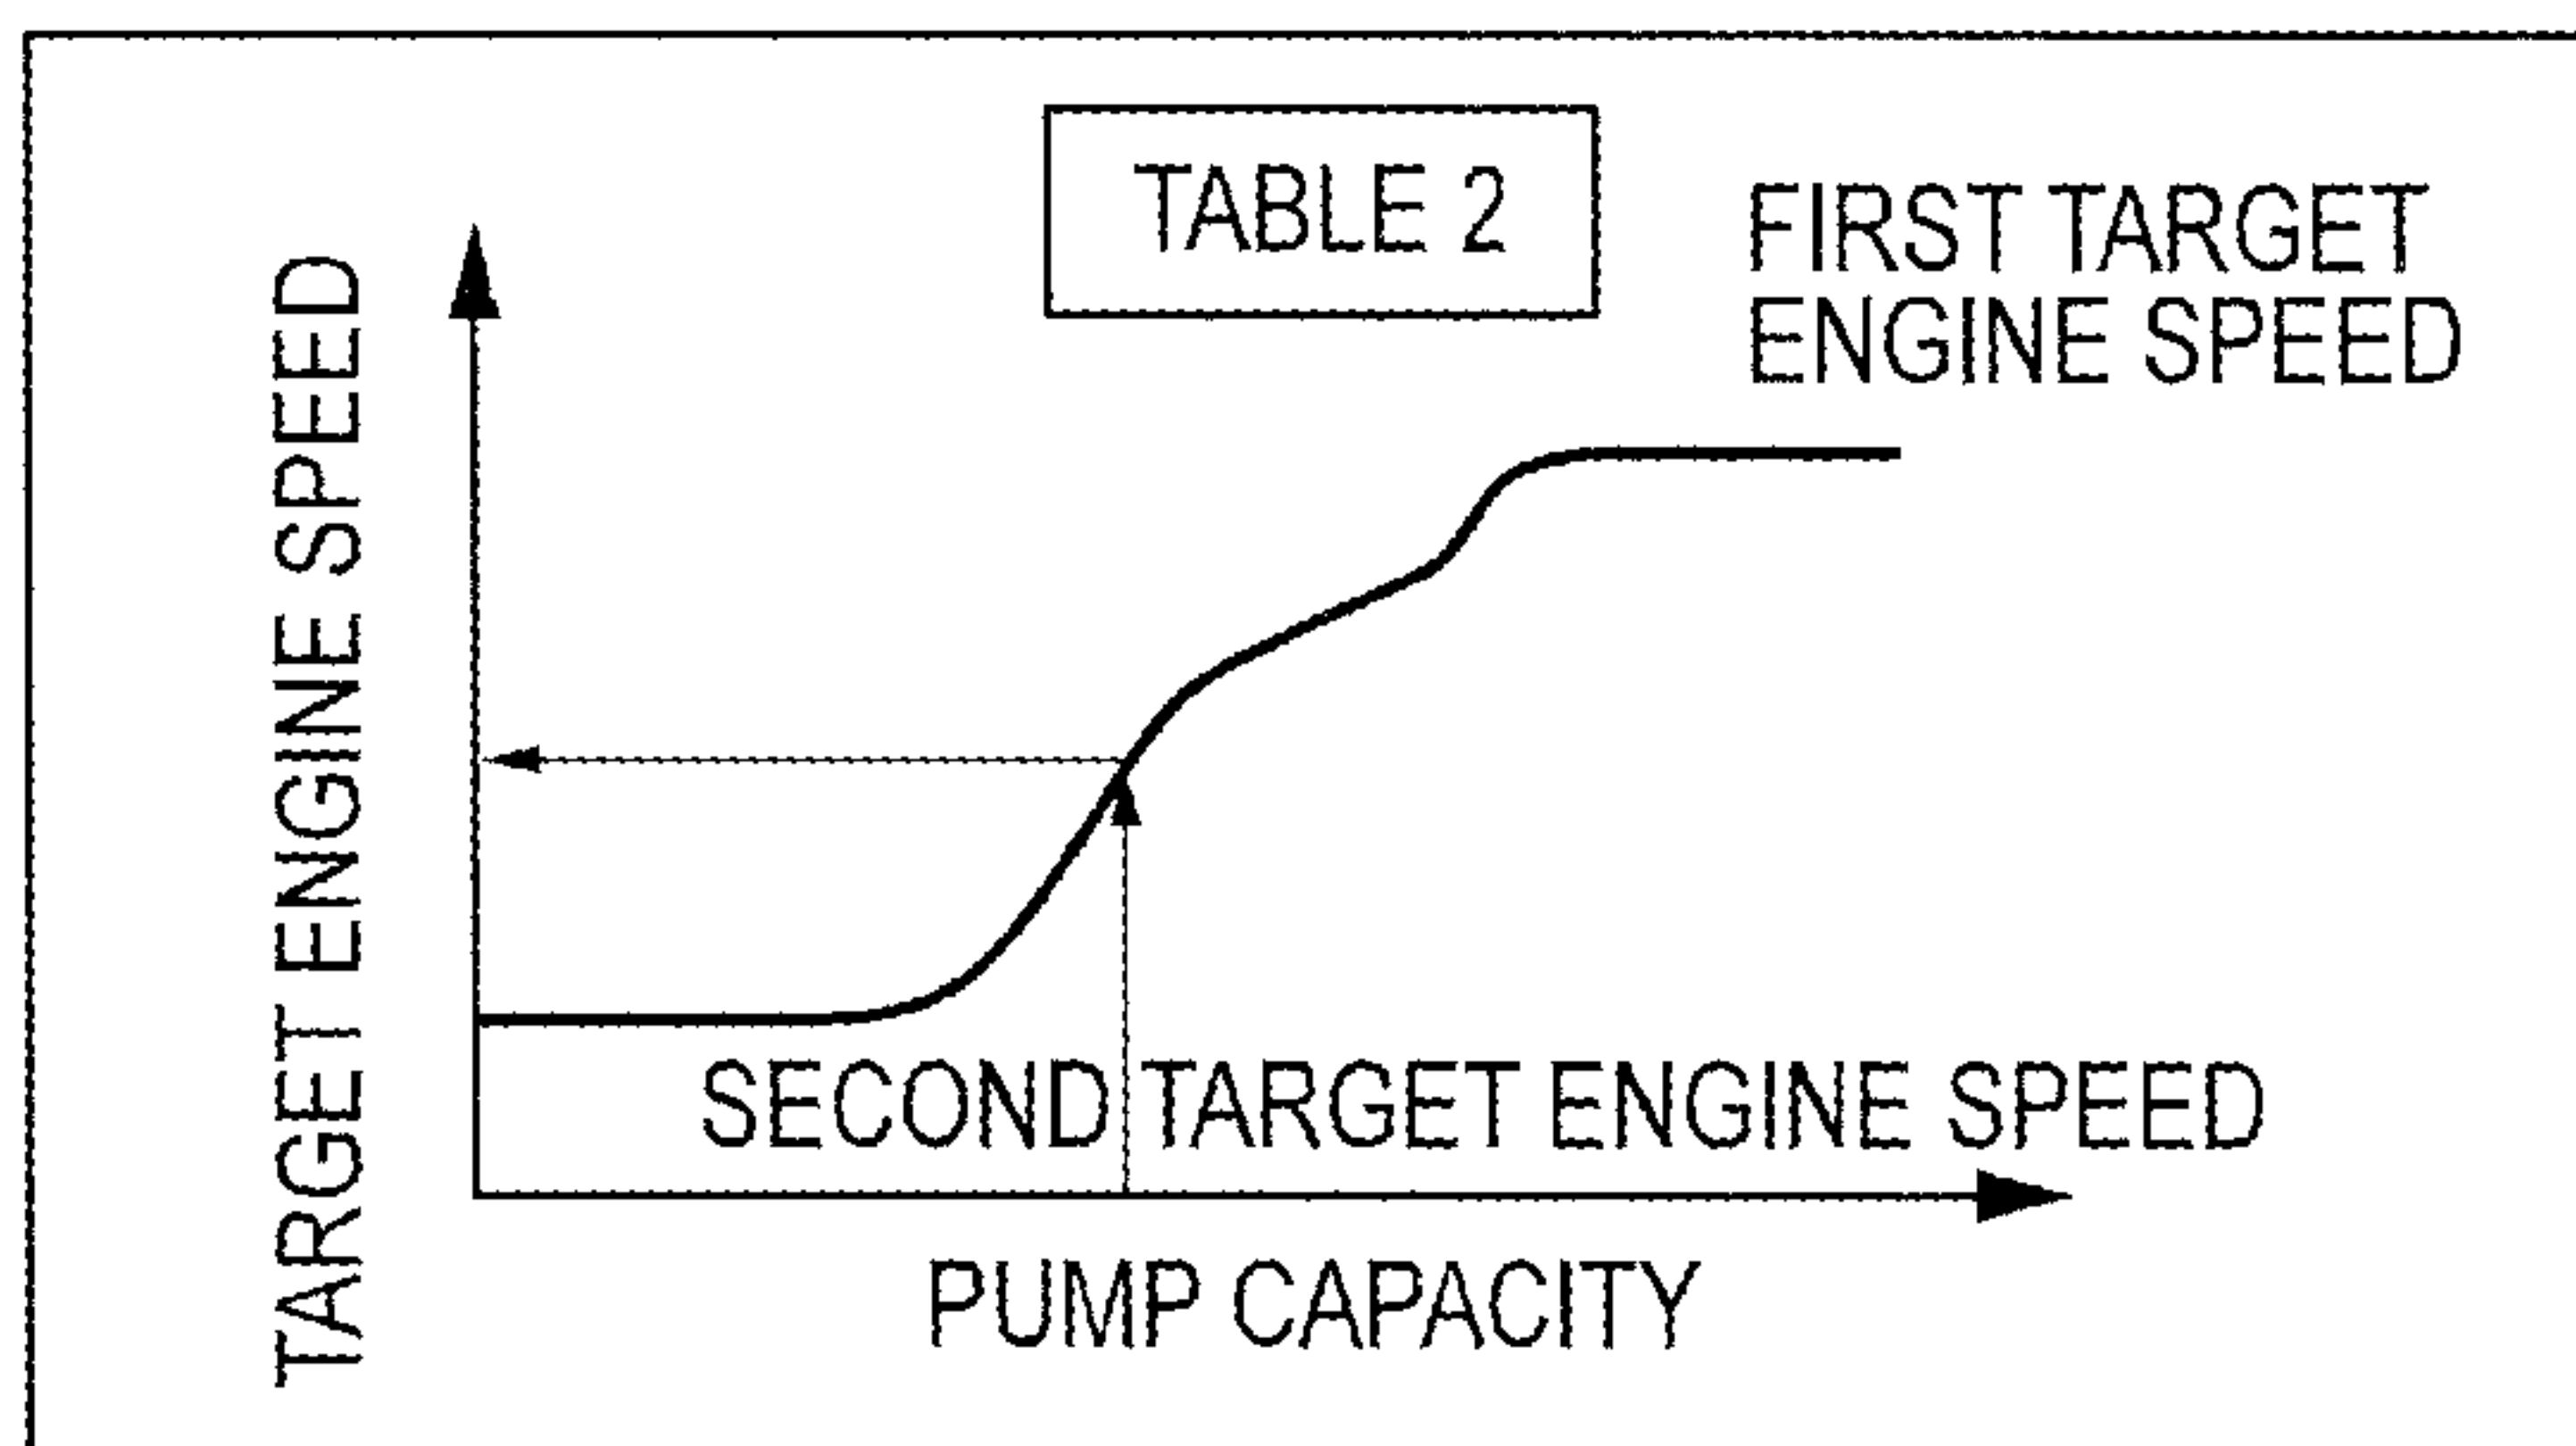 TABLE 2
FIRST TARGET
ENGINE SPEED
TARGET ENGINE SPEED
SECOND TARGET ENGINE SPEED
PUMP CAPACITY